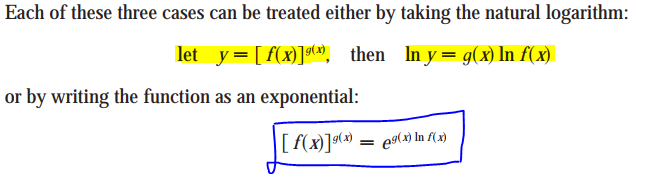 Each of these three cases can be treated either by taking the natural logarithm:
let y = [ f(x)]^g(x), then ln y = g(x) ln f(x)
or by writing the function as an exponential:
[ f(x)]^g(x) = e^g(x) ln f(x)